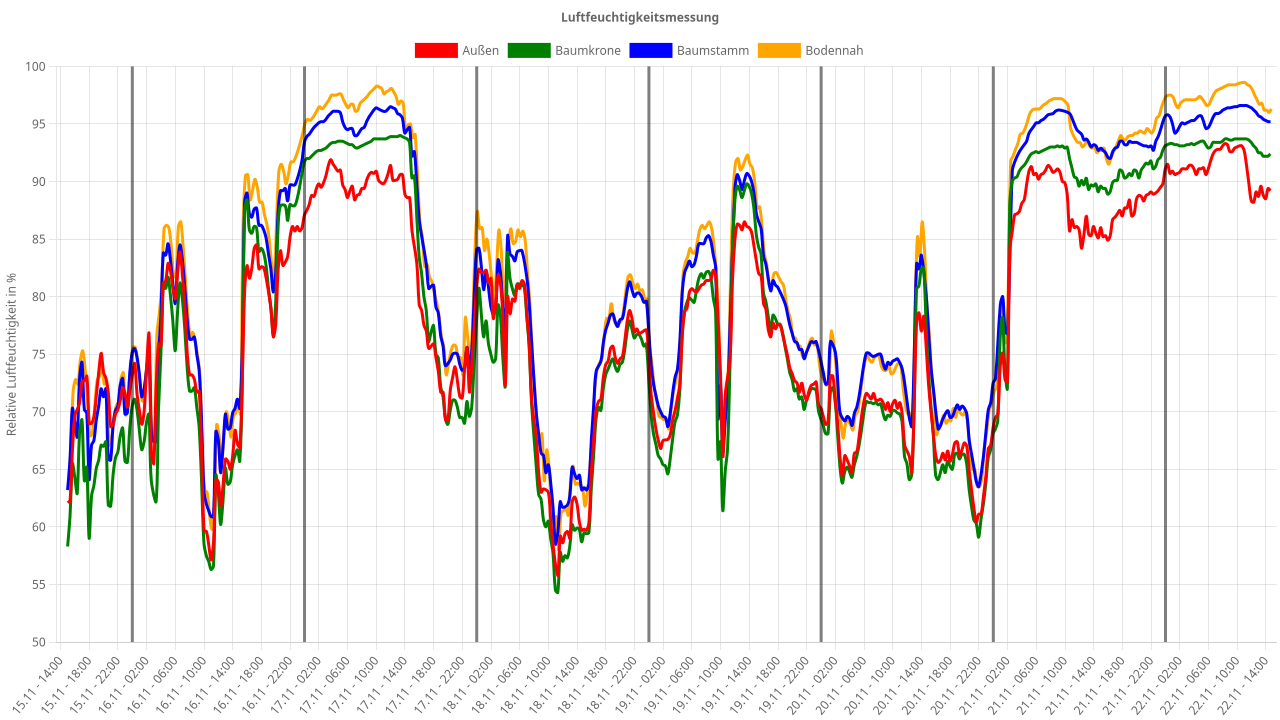 Luftfeuchtigkeitsmessung
Außen Baumkrone Baumstamm Bodennah
Relative Luftfeuchtigkeit in %
100
95
90
85
80
75
70
65
60
55
50
15.11 - 14:00
15.11 - 18:00
15.11 - 22:00
16.11 - 02:00
16.11 - 06:00
16.11 - 10:00
16.11 - 14:00
16.11 - 18:00
16.11 - 22:00
17.11 - 02:00
17.11 - 06:00
17.11 - 10:00
17.11 - 14:00
17.11 - 18:00
17.11 - 22:00
18.11 - 02:00
18.11 - 06:00
18.11 - 10:00
18.11 - 14:00
18.11 - 18:00
18.11 - 22:00
19.11 - 02:00
19.11 - 06:00
19.11 - 10:00
19.11 - 14:00
19.11 - 18:00
19.11 - 22:00
20.11 - 02:00
20.11 - 06:00
20.11 - 10:00
20.11 - 14:00
20.11 - 18:00
20.11 - 22:00
21.11 - 02:00
21.11 - 06:00
21.11 - 10:00
21.11 - 14:00
21.11 - 18:00
21.11 - 22:00
22.11 - 02:00
22.11 - 06:00
22.11 - 10:00
22.11 - 14:00